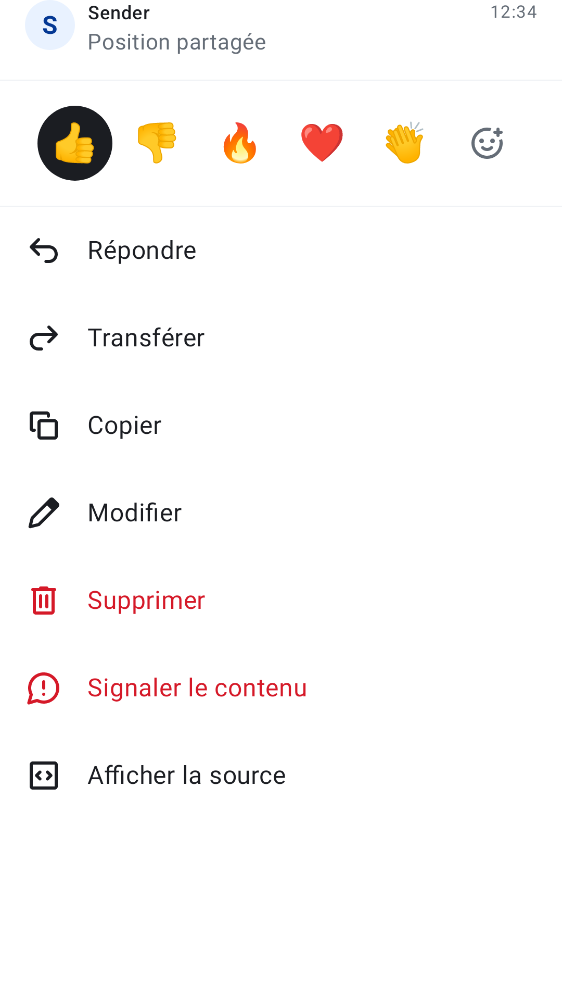 S
Sender
12:34
Position partagée
Répondre
Transférer
Copier
Modifier
Supprimer
Signaler le contenu
Afficher la source